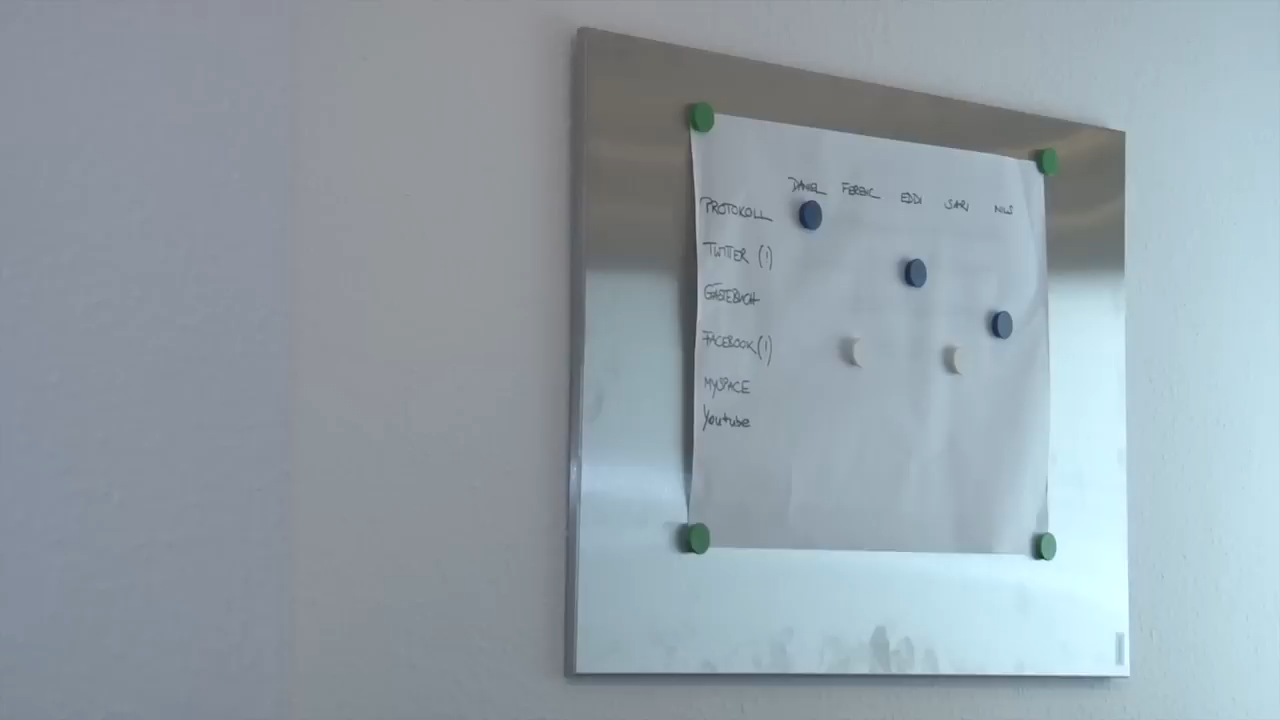 DANIEL FERENC EDDI SARI NILS
PROTOKOLL
TWITTER (!)
GÄSTEBUCH
FACEBOOK (!)
MYSPACE
Youtube